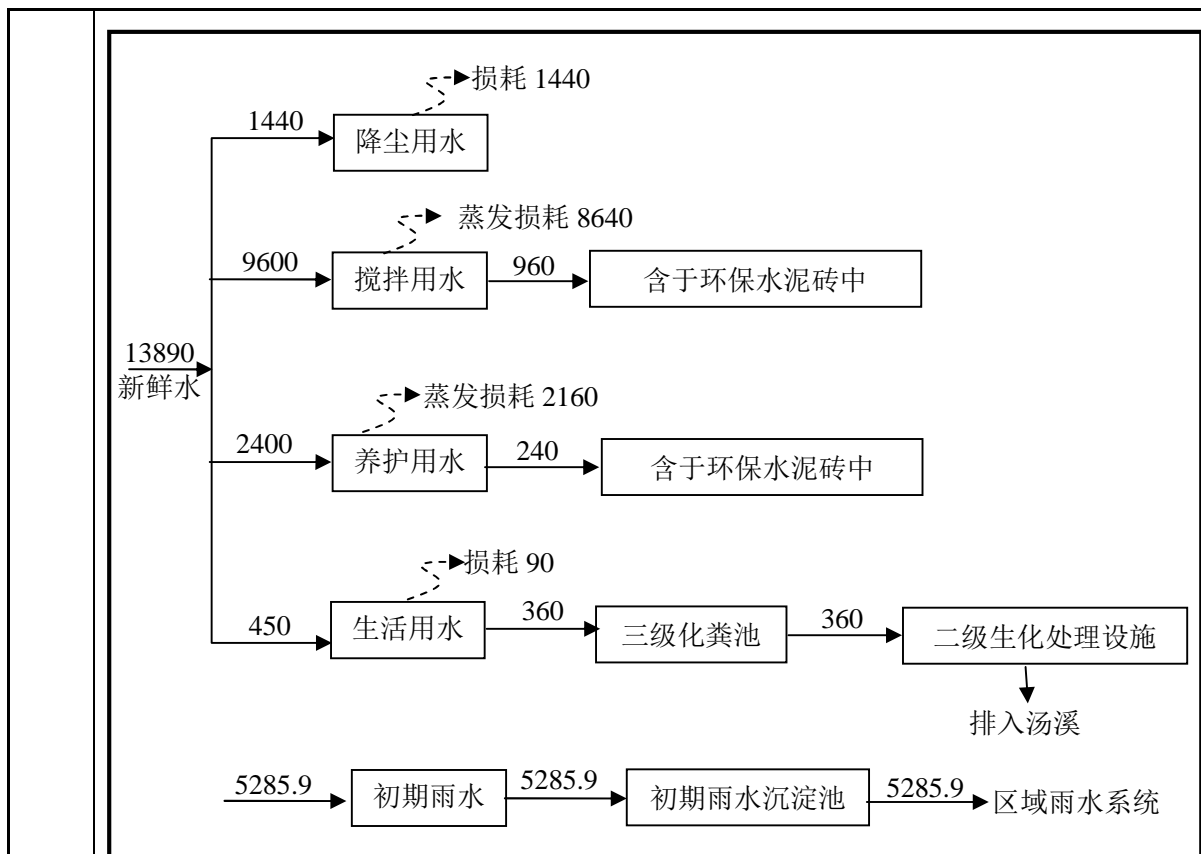 损耗 1440
1440
降尘用水
蒸发损耗 8640
9600
搅拌用水
960
含于环保水泥砖中
13890
新鲜水
蒸发损耗 2160
2400
养护用水
240
含于环保水泥砖中
损耗 90
450
生活用水
360
三级化粪池
360
二级生化处理设施
排入汤溪
5285.9
初期雨水
5285.9
初期雨水沉淀池
5285.9
区域雨水系统